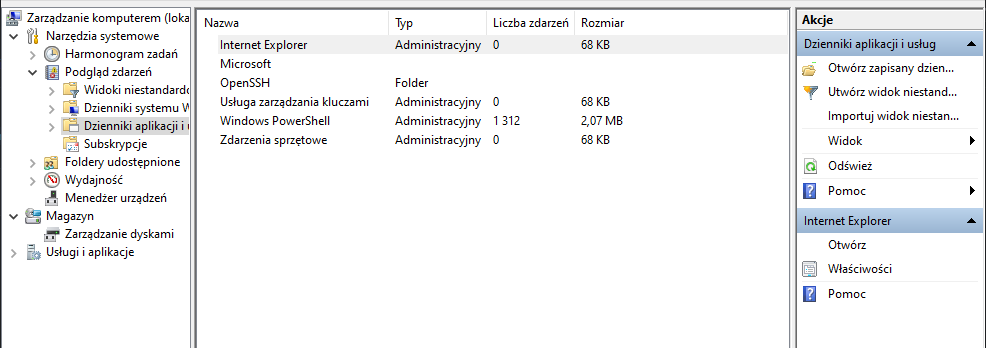 Zarządzanie komputerem (loka
Narzędzia systemowe
Harmonogram zadań
Podgląd zdarzeń
Widoki niestandardo
Dzienniki systemu W
Dzienniki aplikacji i u
Subskrypcje
Foldery udostępnione
Wydajność
Menedżer urządzeń
Magazyn
Zarządzanie dyskami
Usługi i aplikacje
Nazwa Typ Liczba zdarzeń Rozmiar
Internet Explorer Administracyjny 0 68 KB
Microsoft
OpenSSH Folder
Usługa zarządzania kluczami Administracyjny 0 68 KB
Windows PowerShell Administracyjny 1 312 2,07 MB
Zdarzenia sprzętowe Administracyjny 0 68 KB
Akcje
Dzienniki aplikacji i usług
Otwórz zapisany dzien...
Utwórz widok niestand...
Importuj widok niestan...
Widok
Odśwież
Pomoc
Internet Explorer
Otwórz
Właściwości
Pomoc